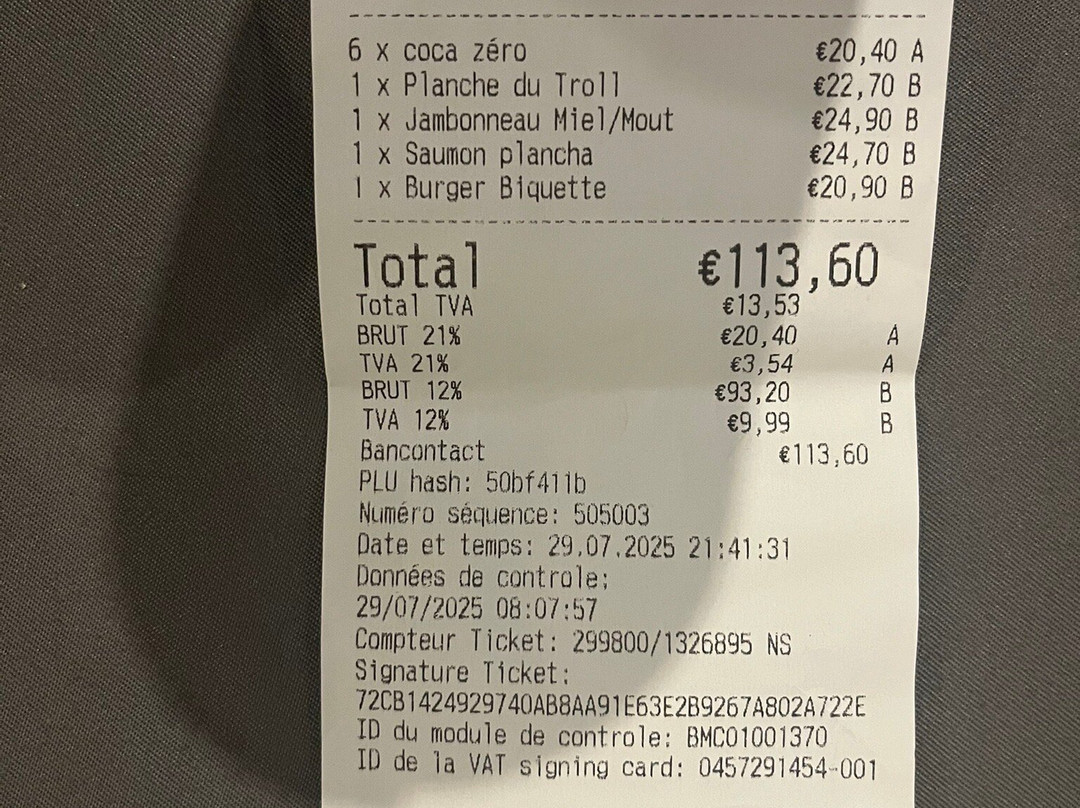 6 x coca zéro €20,40 A
1 x Planche du Troll €22,70 B
1 x Jambonneau Miel/Mout €24,90 B
1 x Saumon plancha €24,70 B
1 x Burger Biquette €20,90 B
Total €113,60
Total TVA €13,53
BRUT 21% €20,40 A
TVA 21% €3,54 A
BRUT 12% €93,20 B
TVA 12% €9,99 B
Bancontact €113,60
PLU hash: 50bf411b
Numéro séquence: 505003
Date et temps: 29.07.2025 21:41:31
Données de controle:
29/07/2025 08:07:57
Compteur Ticket: 299800/1326895 NS
Signature Ticket:
72CB1424929740AB8AA91E63E2B9267A802A722E
ID du module de controle: BMC01001370
ID de la VAT signing card: 0457291454-001